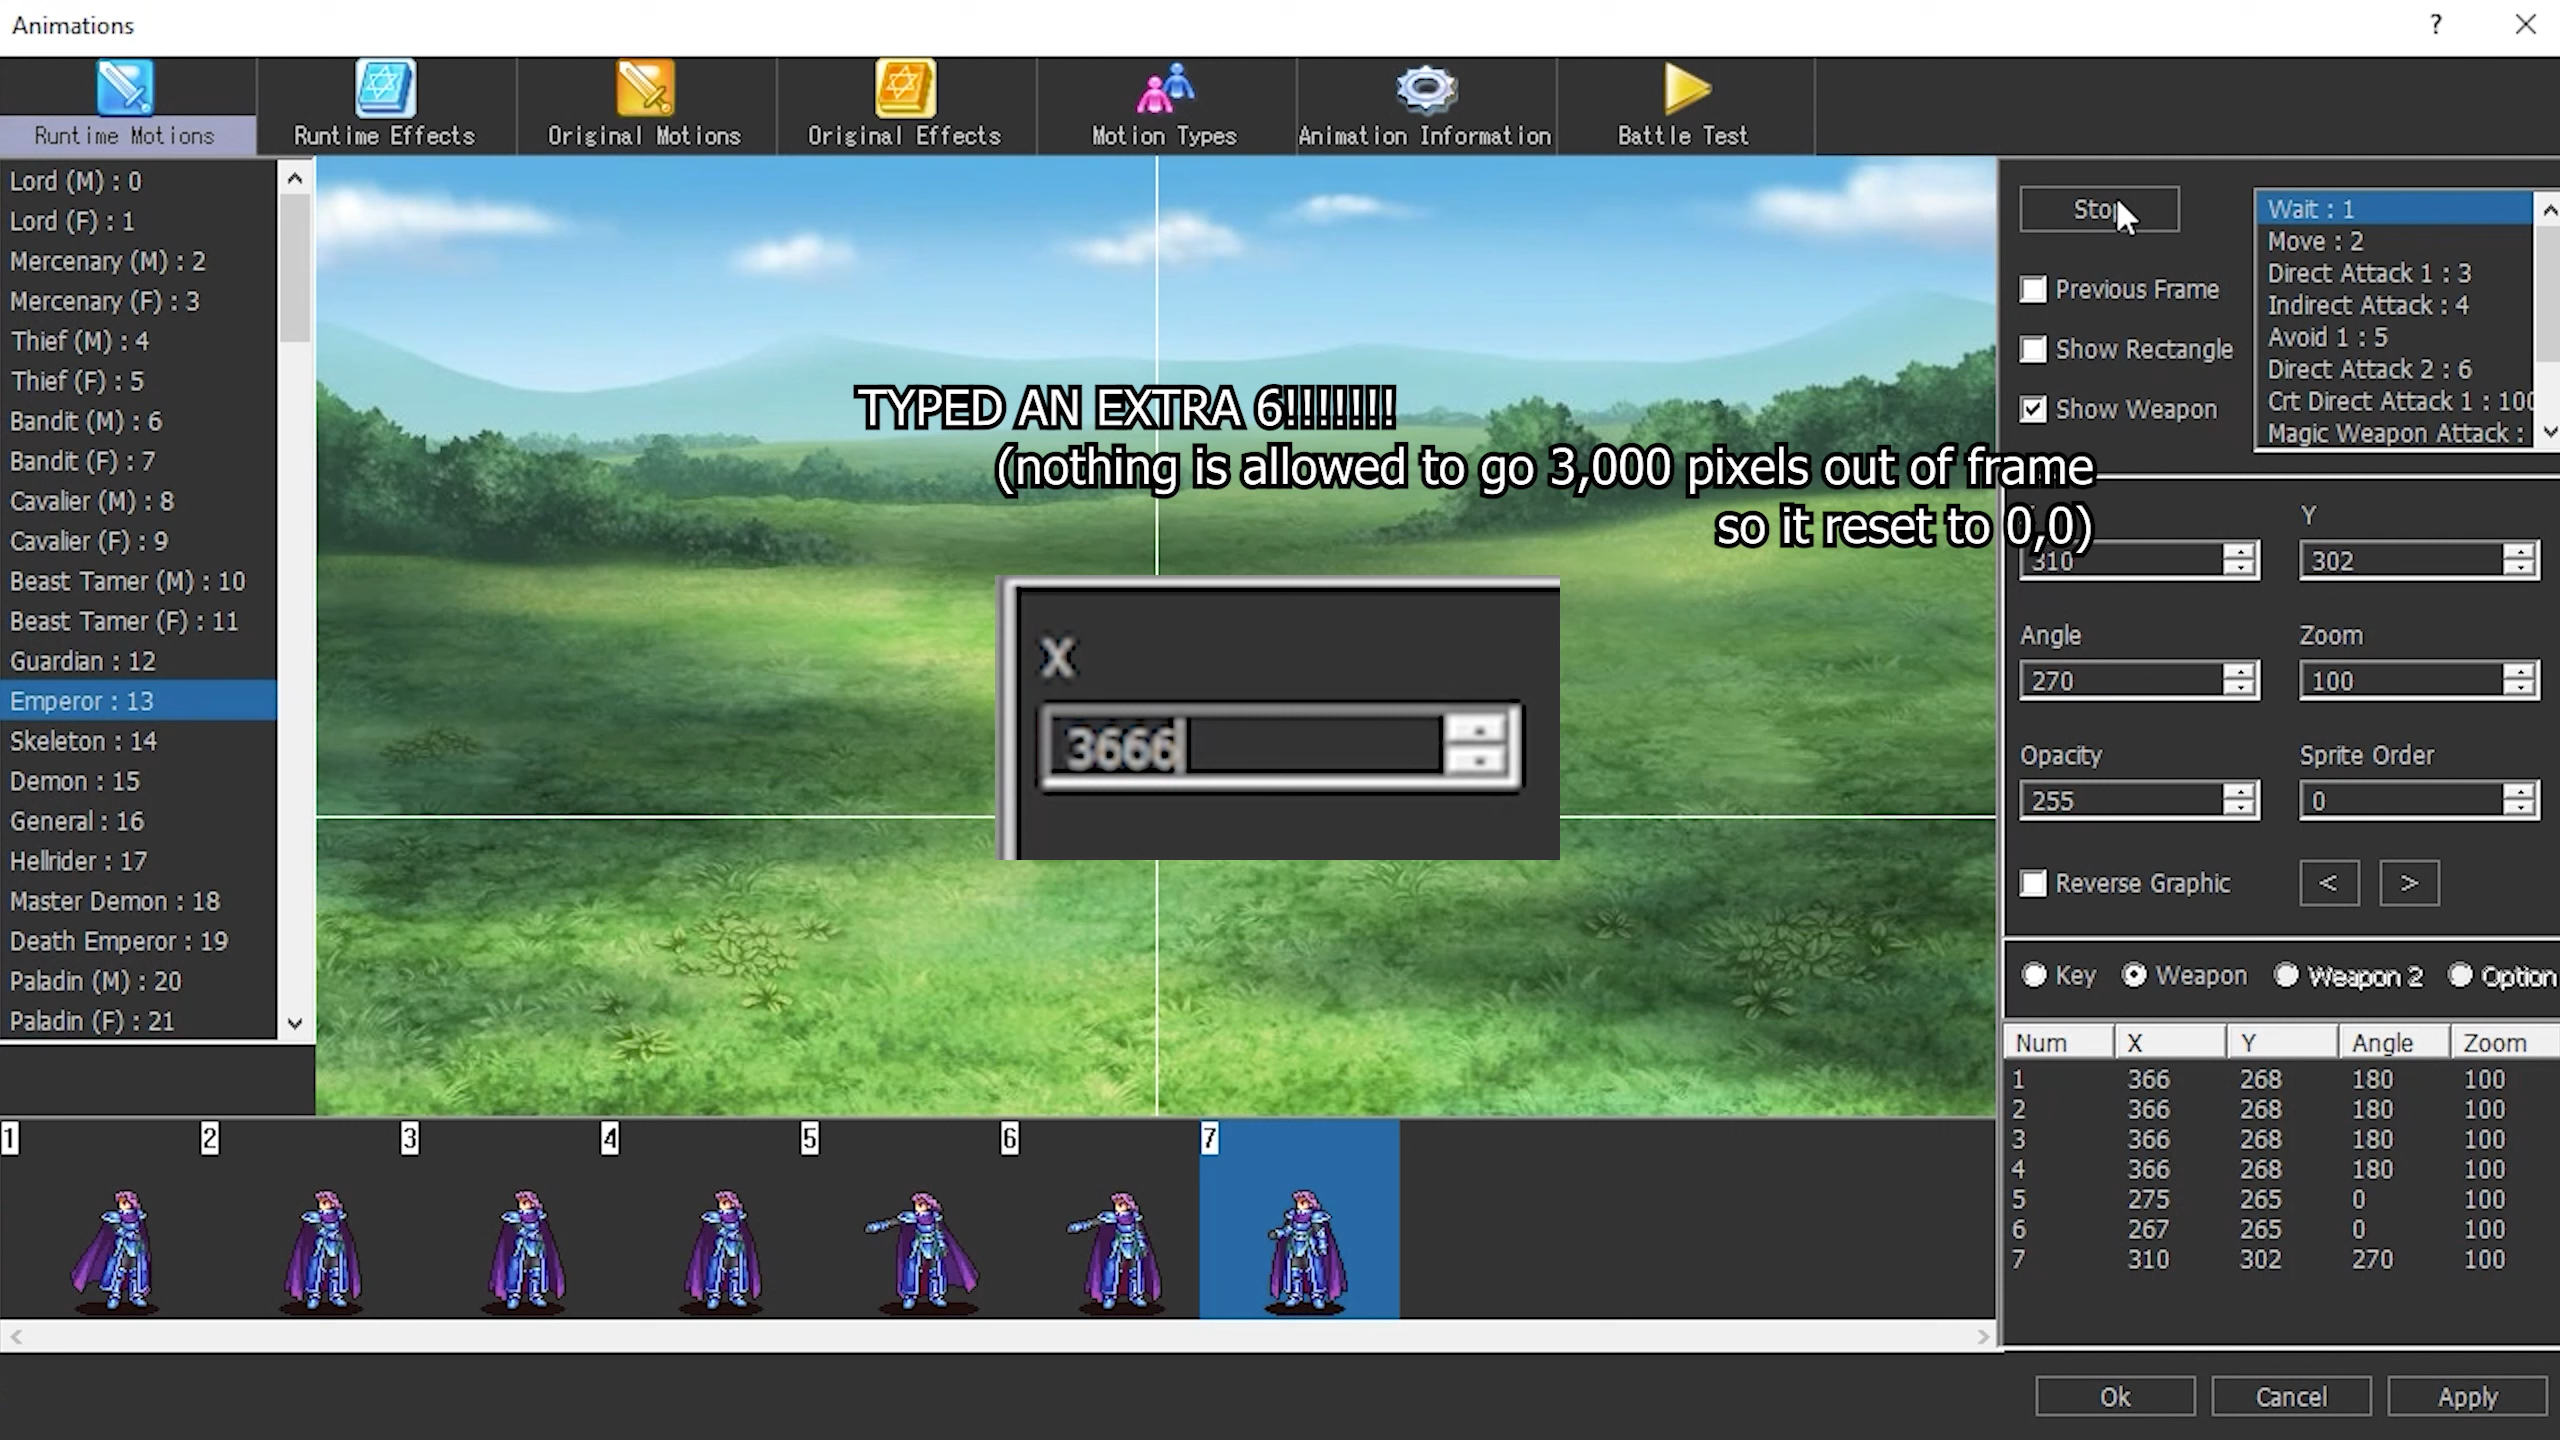 Animations
?
Runtime Motions
Runtime Effects
Original Motions
Original Effects
Motion Types
Animation Information
Battle Test
Lord (M) : 0
Lord (F) : 1
Mercenary (M) : 2
Mercenary (F) : 3
Thief (M) : 4
Thief (F) : 5
Bandit (M) : 6
Bandit (F) : 7
Cavalier (M) : 8
Cavalier (F) : 9
Beast Tamer (M) : 10
Beast Tamer (F) : 11
Guardian : 12
Emperor : 13
Skeleton : 14
Demon : 15
General : 16
Hellrider : 17
Master Demon : 18
Death Emperor : 19
Paladin (M) : 20
Paladin (F) : 21
TYPED AN EXTRA 6!!!!!!!
(nothing is allowed to go 3,000 pixels out of frame
so it reset to 0,0)
X
3666
Stop
Previous Frame
Show Rectangle
Show Weapon
Wait : 1
Move : 2
Direct Attack 1 : 3
Indirect Attack : 4
Avoid 1 : 5
Direct Attack 2 : 6
Crt Direct Attack 1 : 100
Magic Weapon Attack :
Y
310
302
Angle
Zoom
270
100
Opacity
Sprite Order
255
0
Reverse Graphic
<
>
Key
Weapon
Weapon 2
Option
Num X Y Angle Zoom
1 366 268 180 100
2 366 268 180 100
3 366 268 180 100
4 366 268 180 100
5 275 265 0 100
6 267 265 0 100
7 310 302 270 100
1 2 3 4 5 6 7
Ok
Cancel
Apply